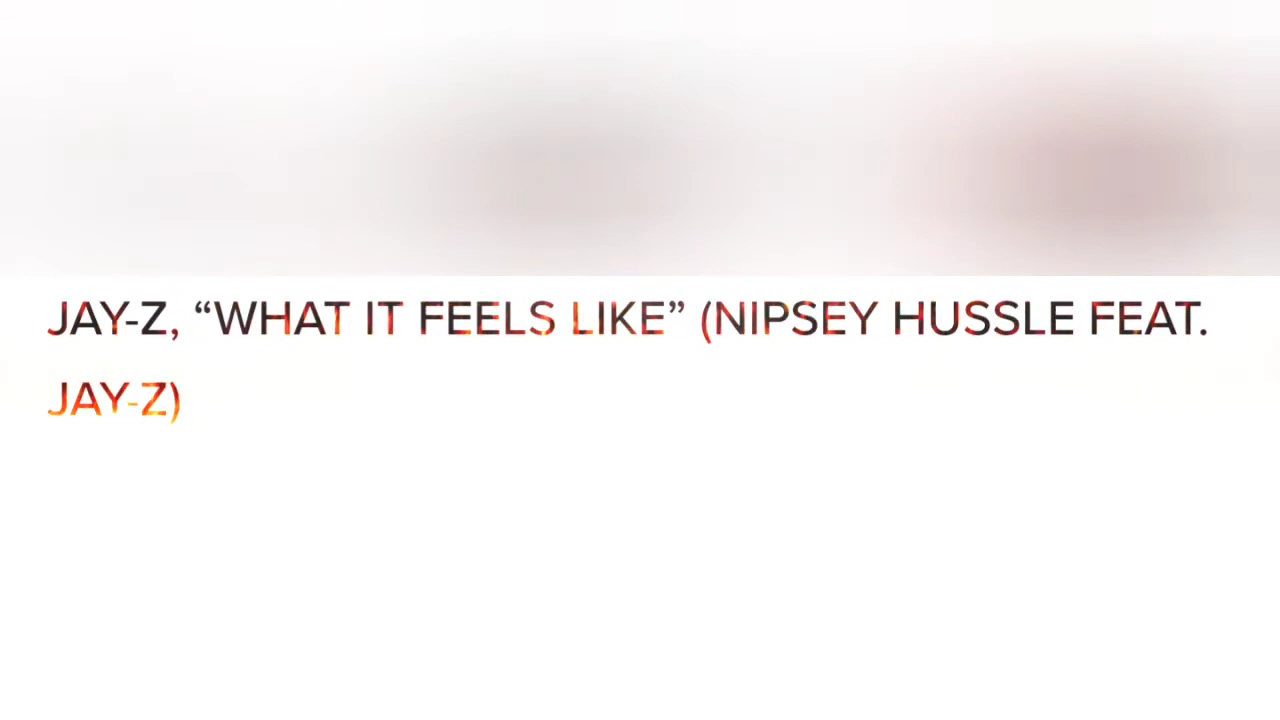 JAY-Z, “WHAT IT FEELS LIKE” (NIPSEY HUSSLE FEAT.
JAY-Z)